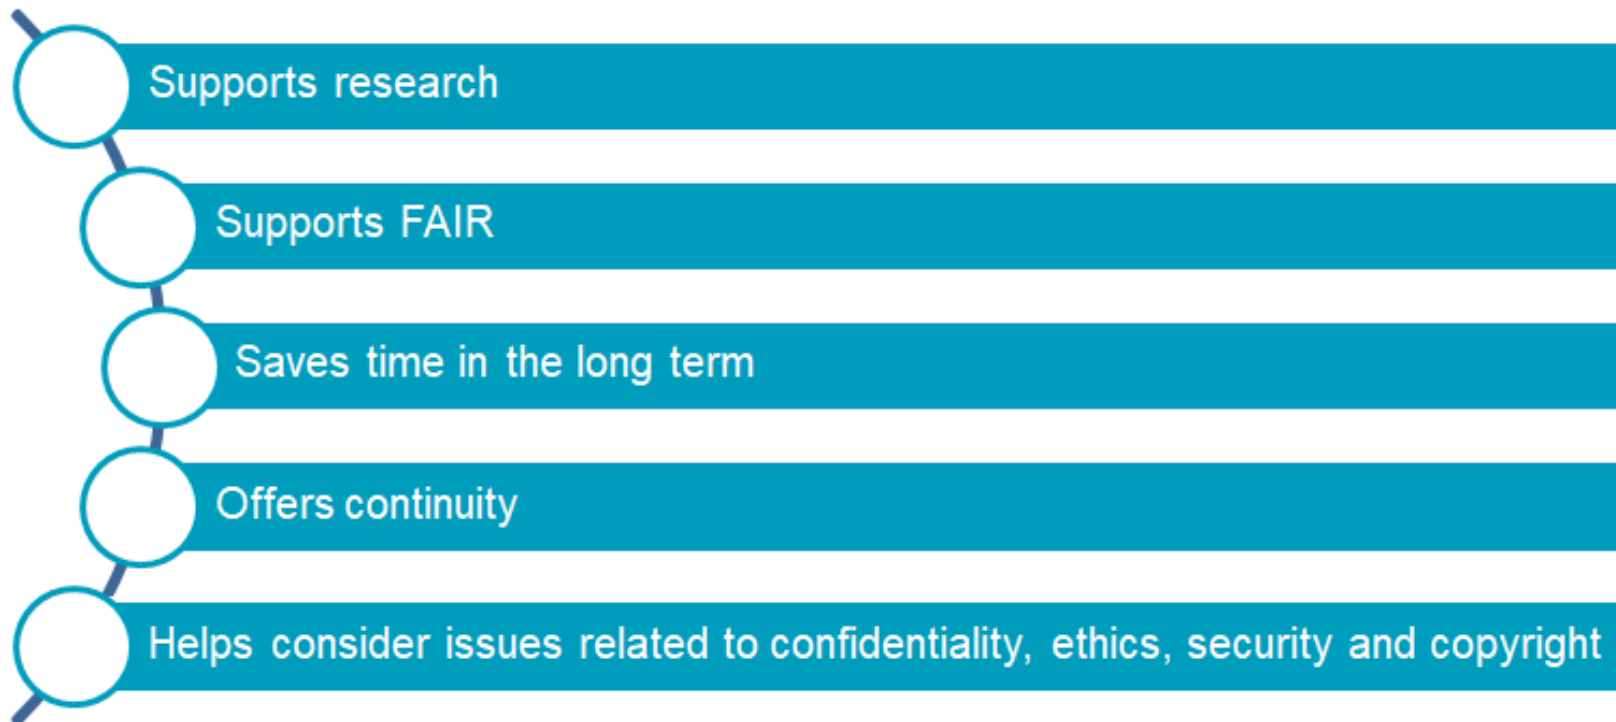 Supports research
Supports FAIR
Saves time in the long term
Offers continuity
Helps consider issues related to confidentiality, ethics, security and copyright